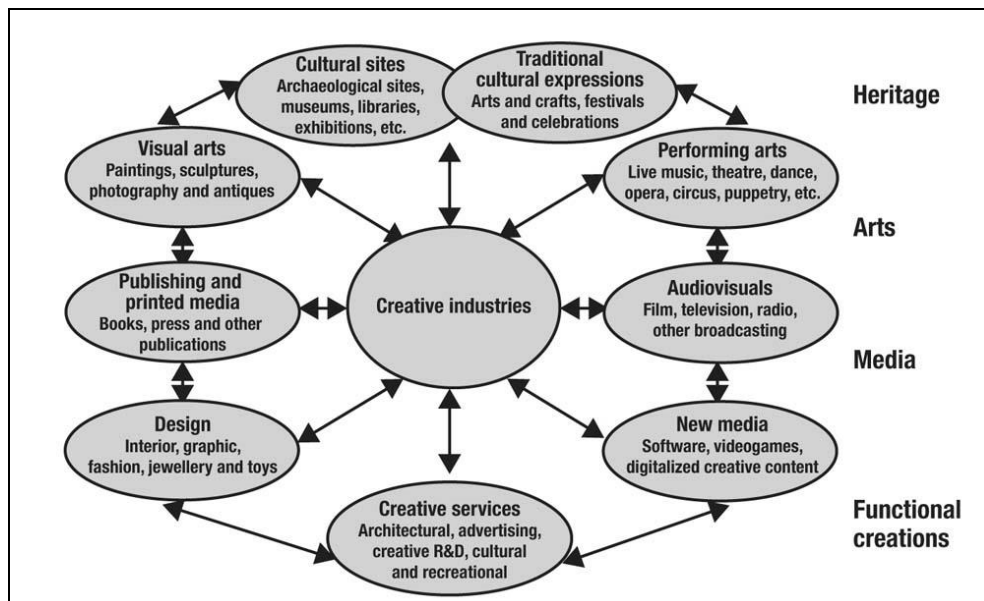 Cultural sites
Archaeological sites,
museums, libraries,
exhibitions, etc.
Traditional
cultural expressions
Arts and crafts, festivals
and celebrations
Heritage
Visual arts
Paintings, sculptures,
photography and antiques
Performing arts
Live music, theatre, dance,
opera, circus, puppetry, etc.
Arts
Publishing and
printed media
Books, press and other
publications
Creative industries
Audiovisuals
Film, television, radio,
other broadcasting
Media
Design
Interior, graphic,
fashion, jewellery and toys
New media
Software, videogames,
digitalized creative content
Creative services
Architectural, advertising,
creative R&D, cultural
and recreational
Functional
creations